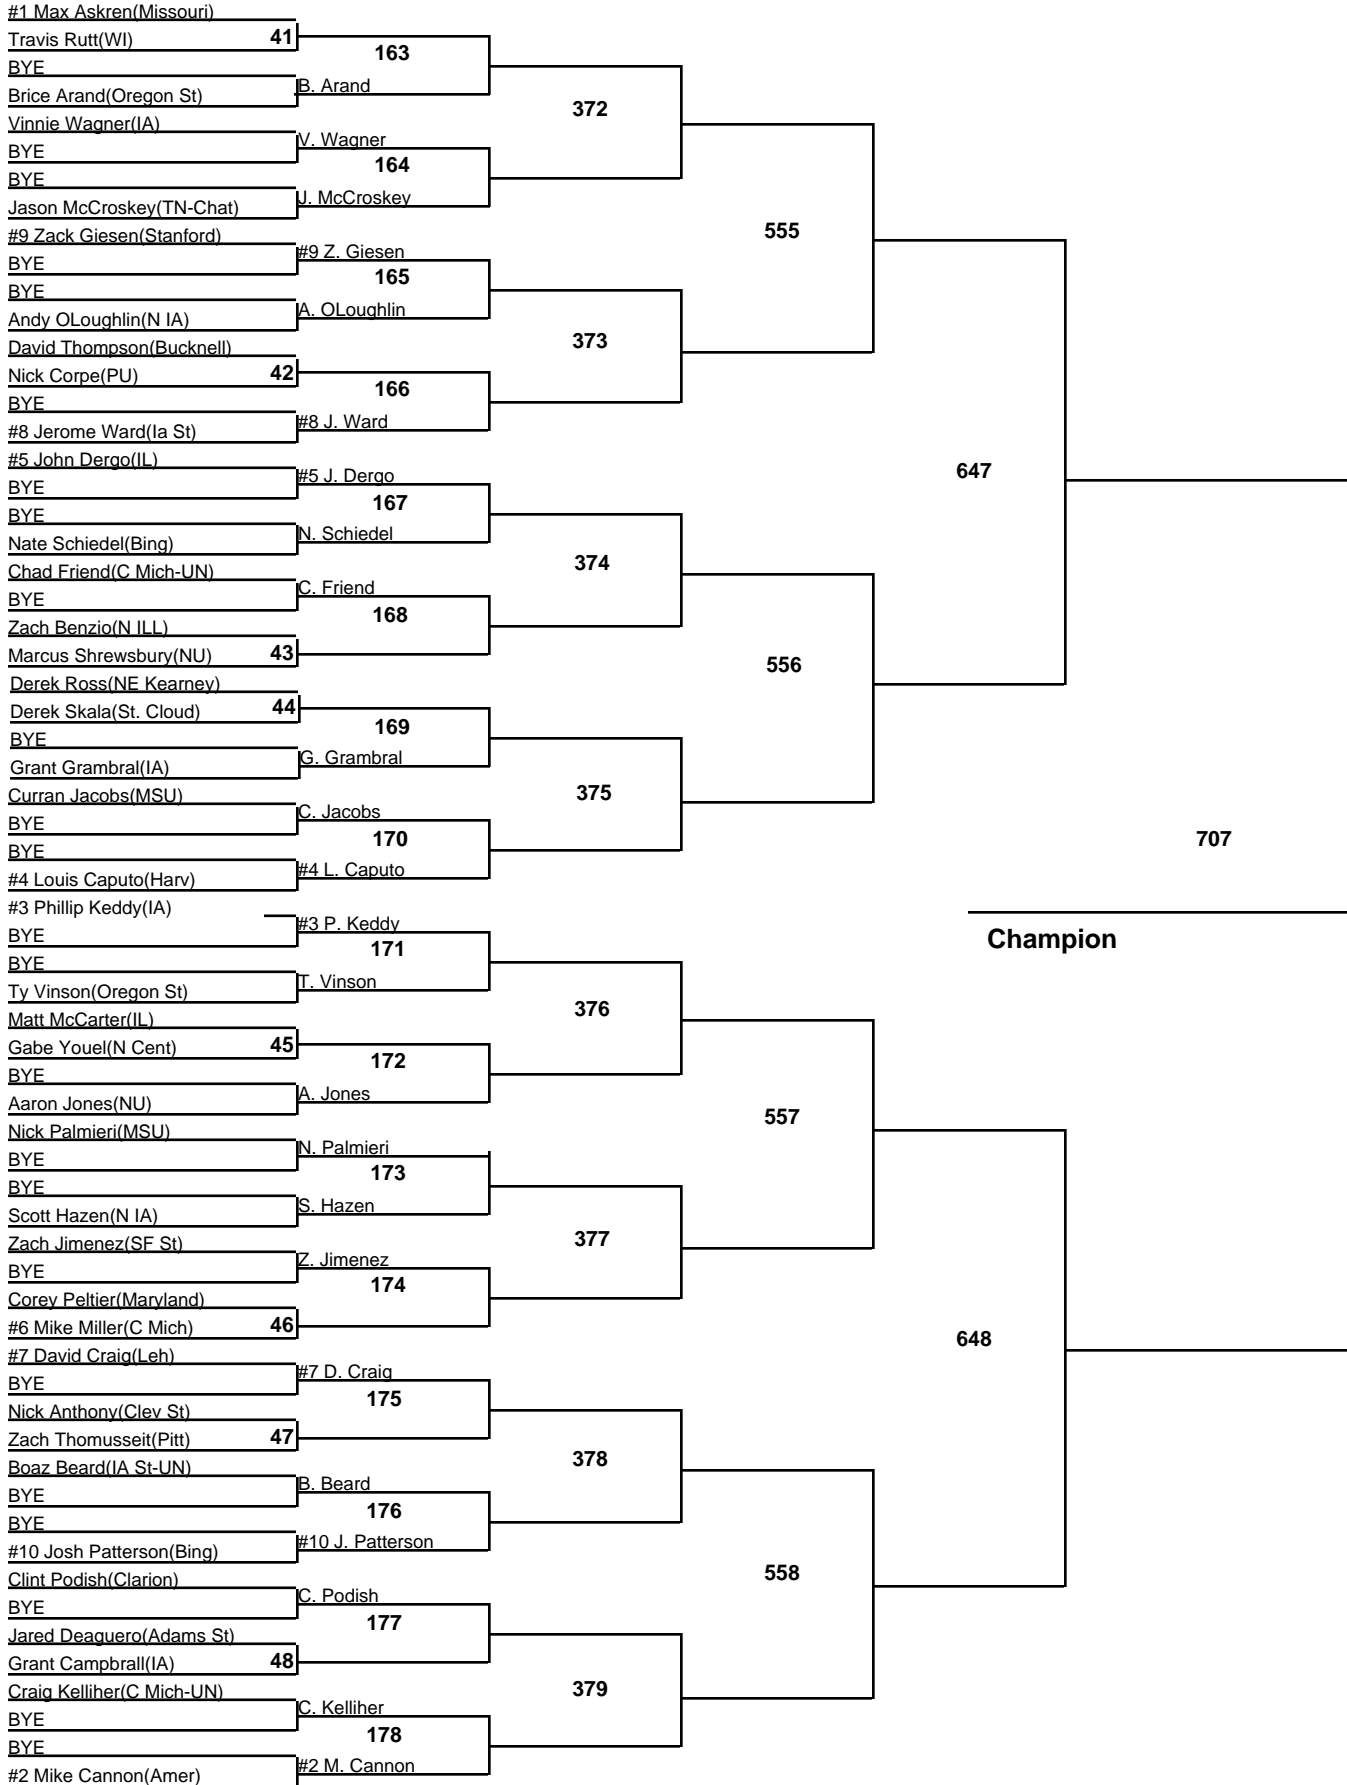 #1 Max Askren(Missouri)
Travis Rutt(WI) 41
163
BYE
B. Arand
Brice Arand(Oregon St)
372
Vinnie Wagner(IA)
V. Wagner
BYE
164
BYE
J. McCroskey
Jason McCroskey(TN-Chat)
555
#9 Zack Giesen(Stanford)
#9 Z. Giesen
BYE
165
BYE
A. OLoughlin
Andy OLoughlin(N IA)
373
David Thompson(Bucknell)
Nick Corpe(PU) 42
166
BYE
#8 J. Ward
#8 Jerome Ward(Ia St)
#5 John Dergo(IL)
647
#5 J. Dergo
BYE
167
BYE
N. Schiedel
Nate Schiedel(Bing)
374
Chad Friend(C Mich-UN)
C. Friend
BYE
168
Zach Benzio(N ILL)
Marcus Shrewsbury(NU) 43
556
Derek Ross(NE Kearney)
Derek Skala(St. Cloud) 44
169
BYE
G. Grambral
Grant Grambral(IA)
375
Curran Jacobs(MSU)
C. Jacobs
BYE
170
707
BYE
#4 L. Caputo
#4 Louis Caputo(Harv)
#3 Phillip Keddy(IA)
#3 P. Keddy
BYE
Champion
171
BYE
T. Vinson
Ty Vinson(Oregon St)
376
Matt McCarter(IL)
Gabe Youel(N Cent) 45
172
BYE
A. Jones
Aaron Jones(NU)
557
Nick Palmieri(MSU)
N. Palmieri
BYE
173
BYE
S. Hazen
Scott Hazen(N IA)
377
Zach Jimenez(SF St)
Z. Jimenez
BYE
174
Corey Peltier(Maryland)
#6 Mike Miller(C Mich) 46
648
#7 David Craig(Leh)
#7 D. Craig
BYE
175
Nick Anthony(Clev St)
Zach Thomusseit(Pitt) 47
378
Boaz Beard(IA St-UN)
B. Beard
BYE
176
BYE
#10 J. Patterson
#10 Josh Patterson(Bing)
558
Clint Podish(Clarion)
C. Podish
BYE
177
Jared Deaguero(Adams St)
Grant Campbrall(IA) 48
379
Craig Kelliher(C Mich-UN)
C. Kelliher
BYE
178
BYE
#2 M. Cannon
#2 Mike Cannon(Amer)